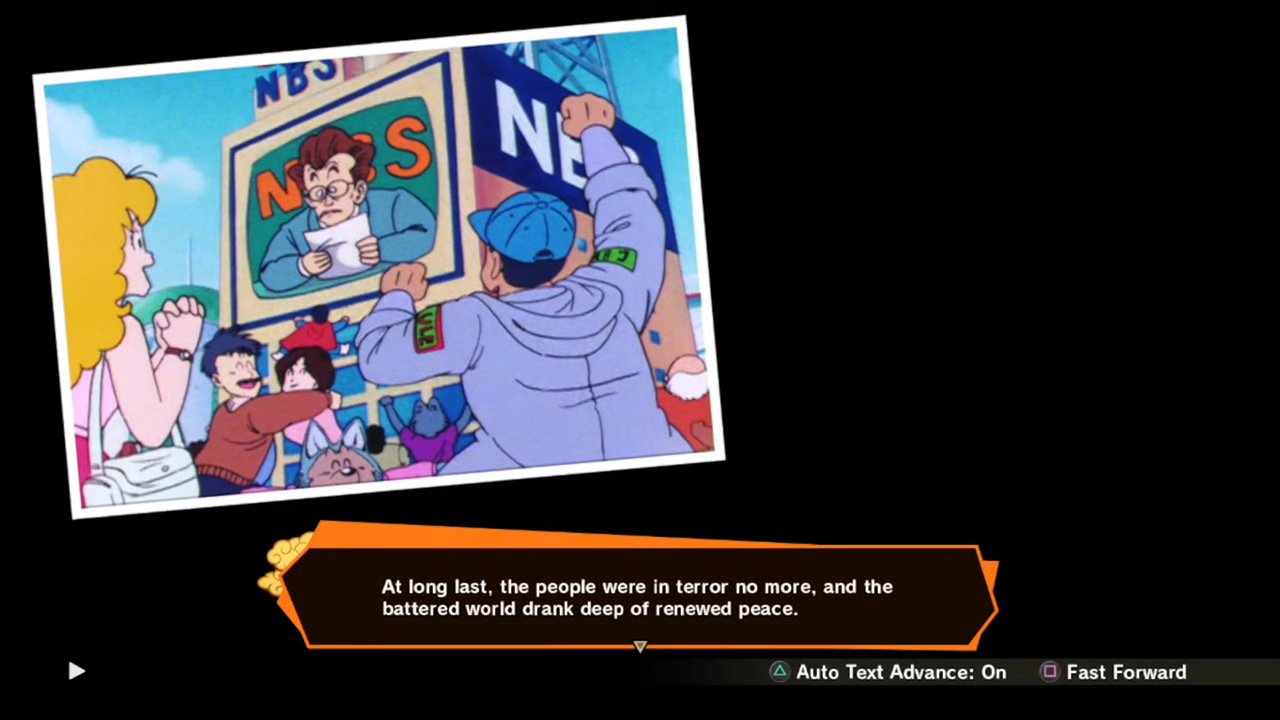 NBS
S
At long last, the people were in terror no more, and the
battered world drank deep of renewed peace.
Auto Text Advance: On
Fast Forward